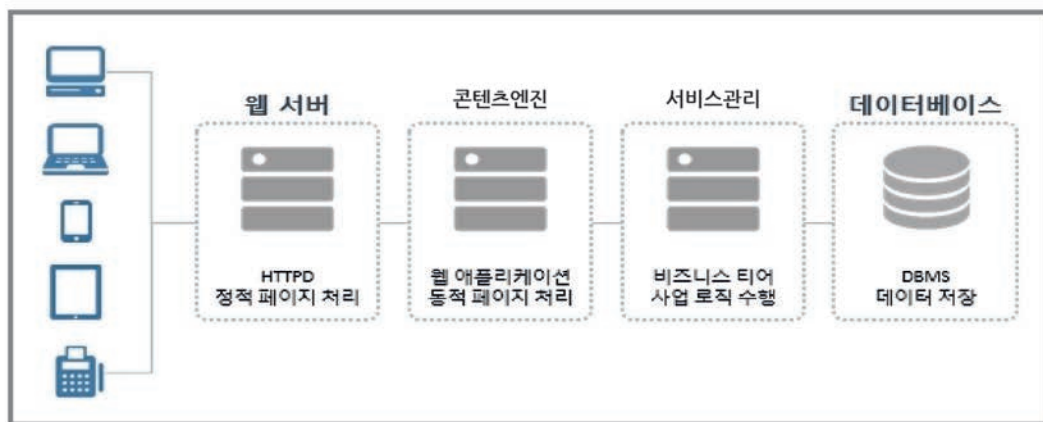 웹 서버
콘텐츠엔진
서비스관리
데이터베이스
HTTPD
정적 페이지 처리
웹 애플리케이션
동적 페이지 처리
비즈니스 티어
사업 로직 수행
DBMS
데이터 저장